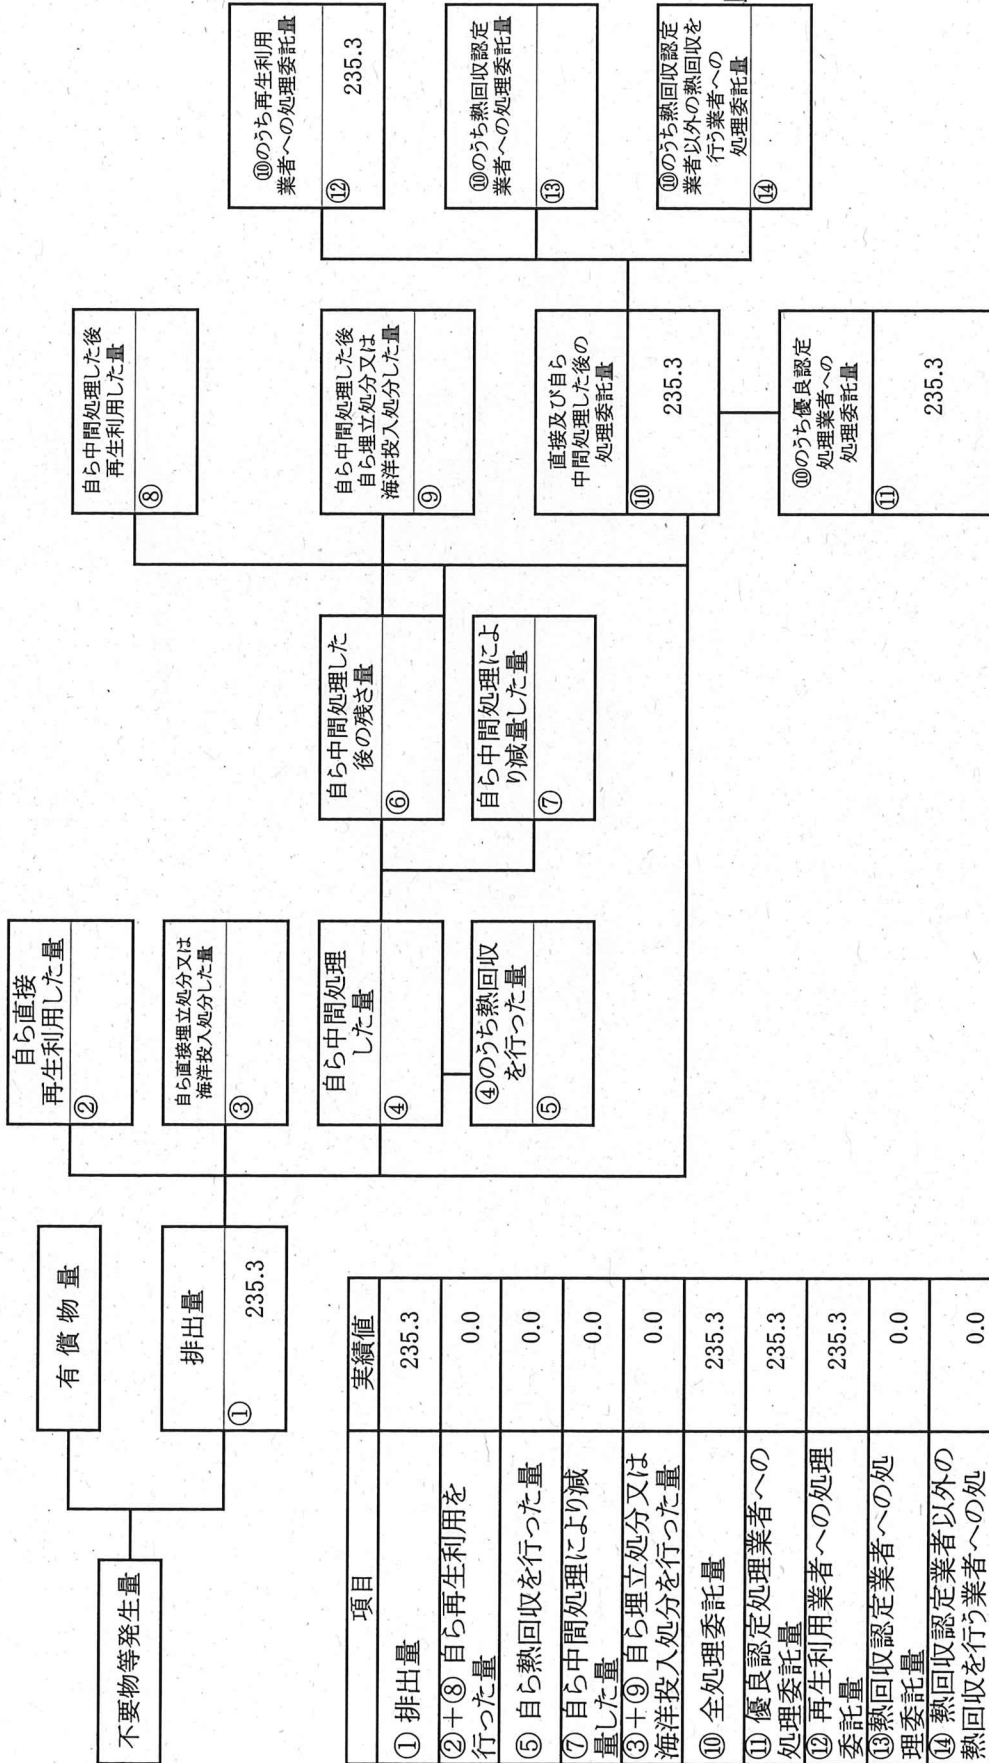 不要物等発生量
有償物量
排出量
①
235.3
自ら直接
再生利用した量
②
自ら直接埋立処分又は
海洋投入処分した量
③
自ら中間処理
した量
④
④のうち熱回収
を行った量
⑤
自ら中間処理した
後の残さ量
⑥
自ら中間処理によ
り減量した量
⑦
自ら中間処理した後
再生利用した量
⑧
自ら中間処理した後
自ら埋立処分又は
海洋投入処分した量
⑨
直接及び自ら
中間処理した後の
処理委託量
⑩
235.3
⑩のうち優良認定
処理業者への
処理委託量
⑪
235.3
⑩のうち再生利用
業者への処理委託量
⑫
235.3
⑩のうち熱回収認定
業者への処理委託量
⑬
⑩のうち熱回収認定
業者以外の熱回収を
行う業者への
処理委託量
⑭
項目 実績値
①排出量 235.3
②+⑧自ら再生利用を
行った量 0.0
⑤自ら熱回収を行った量 0.0
⑦自ら中間処理により減
量した量 0.0
③+⑨自ら埋立処分又は
海洋投入処分を行った量 0.0
⑩全処理委託量 235.3
⑪優良認定処理業者への
処理委託量 235.3
⑫再生利用業者への処理
委託量 235.3
⑬熱回収認定業者への処
理委託量 0.0
⑭熱回収認定業者以外の
熱回収を行う業者への処 0.0